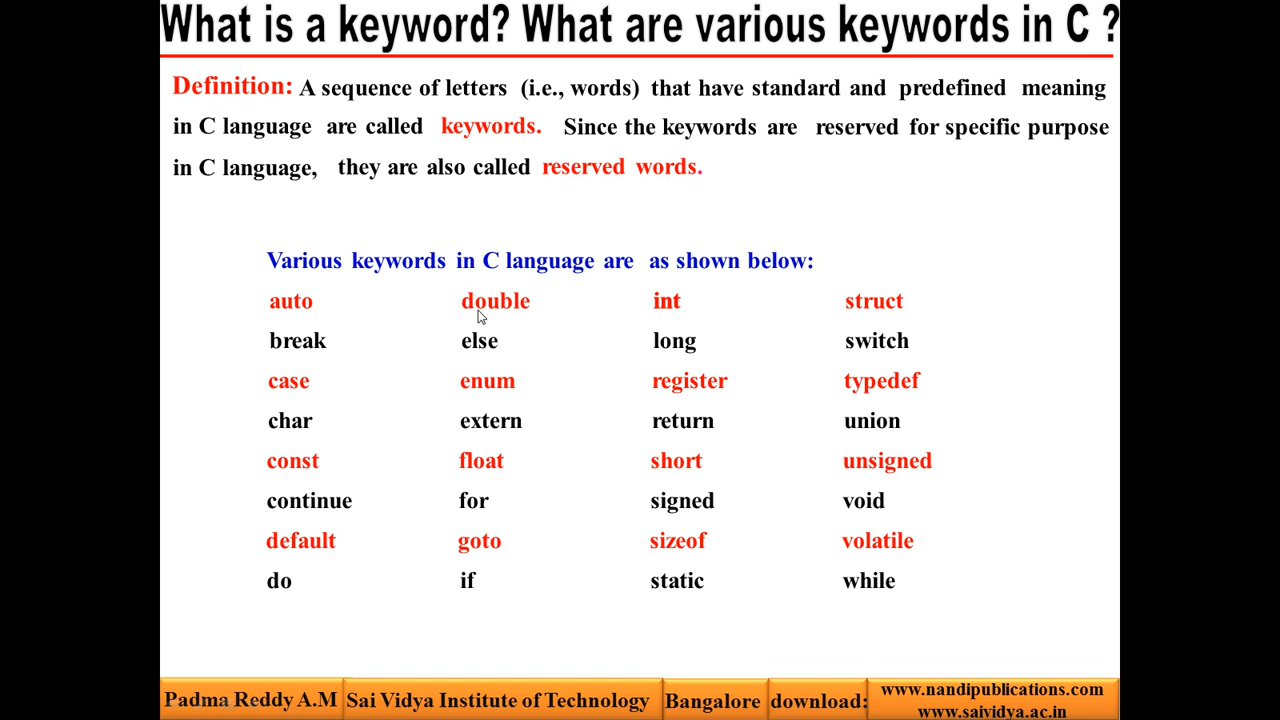 What is a keyword? What are various keywords in C ?
Definition: A sequence of letters (i.e., words) that have standard and predefined meaning
in C language are called keywords. Since the keywords are reserved for specific purpose
in C language, they are also called reserved words.
Various keywords in C language are as shown below:
auto double int struct
break else long switch
case enum register typedef
char extern return union
const float short unsigned
continue for signed void
default goto sizeof volatile
do if static while
Padma Reddy A.M Sai Vidya Institute of Technology Bangalore download: www.nandipublications.com
www.saividya.ac.in